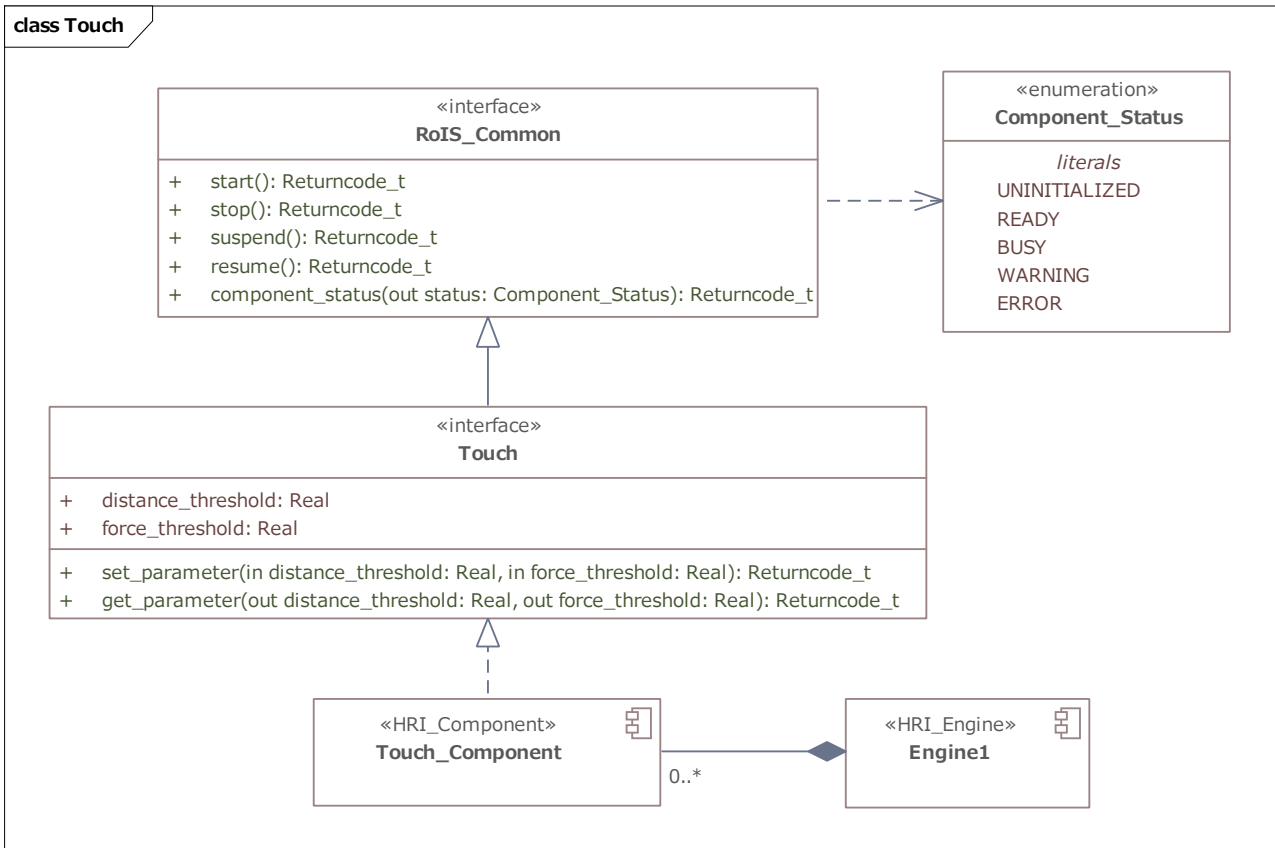 class Touch
«interface»
RoIS_Common
+ start(): Returncode_t
+ stop(): Returncode_t
+ suspend(): Returncode_t
+ resume(): Returncode_t
+ component_status(out status: Component_Status): Returncode_t
«enumeration»
Component_Status
literals
UNINITIALIZED
READY
BUSY
WARNING
ERROR
«interface»
Touch
+ distance_threshold: Real
+ force_threshold: Real
+ set_parameter(in distance_threshold: Real, in force_threshold: Real): Returncode_t
+ get_parameter(out distance_threshold: Real, out force_threshold: Real): Returncode_t
«HRI_Component»
Touch_Component
0..*
«HRI_Engine»
Engine1